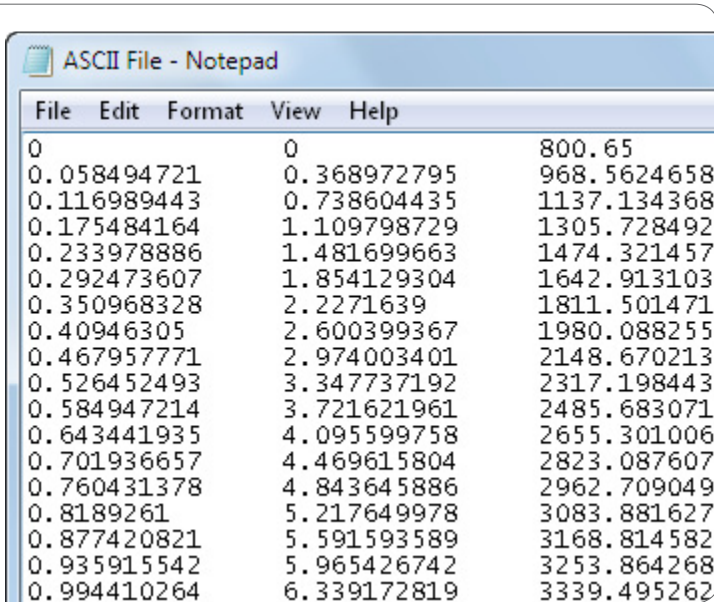 ASCII File - Notepad
File Edit Format View Help
0 0 800.65
0.058494721 0.368972795 968.5624658
0.116989443 0.738604435 1137.134368
0.175484164 1.109798729 1305.728492
0.233978886 1.481699663 1474.321457
0.292473607 1.854129304 1642.913103
0.350968328 2.2271639 1811.501471
0.40946305 2.600399367 1980.088255
0.467957771 2.974003401 2148.670213
0.526452493 3.347737192 2317.198443
0.584947214 3.721621961 2485.683071
0.643441935 4.095599758 2655.301006
0.701936657 4.469615804 2823.087607
0.760431378 4.843645886 2962.709049
0.8189261 5.217649978 3083.881627
0.877420821 5.591593589 3168.814582
0.935915542 5.965426742 3253.864268
0.994410264 6.339172819 3339.495262